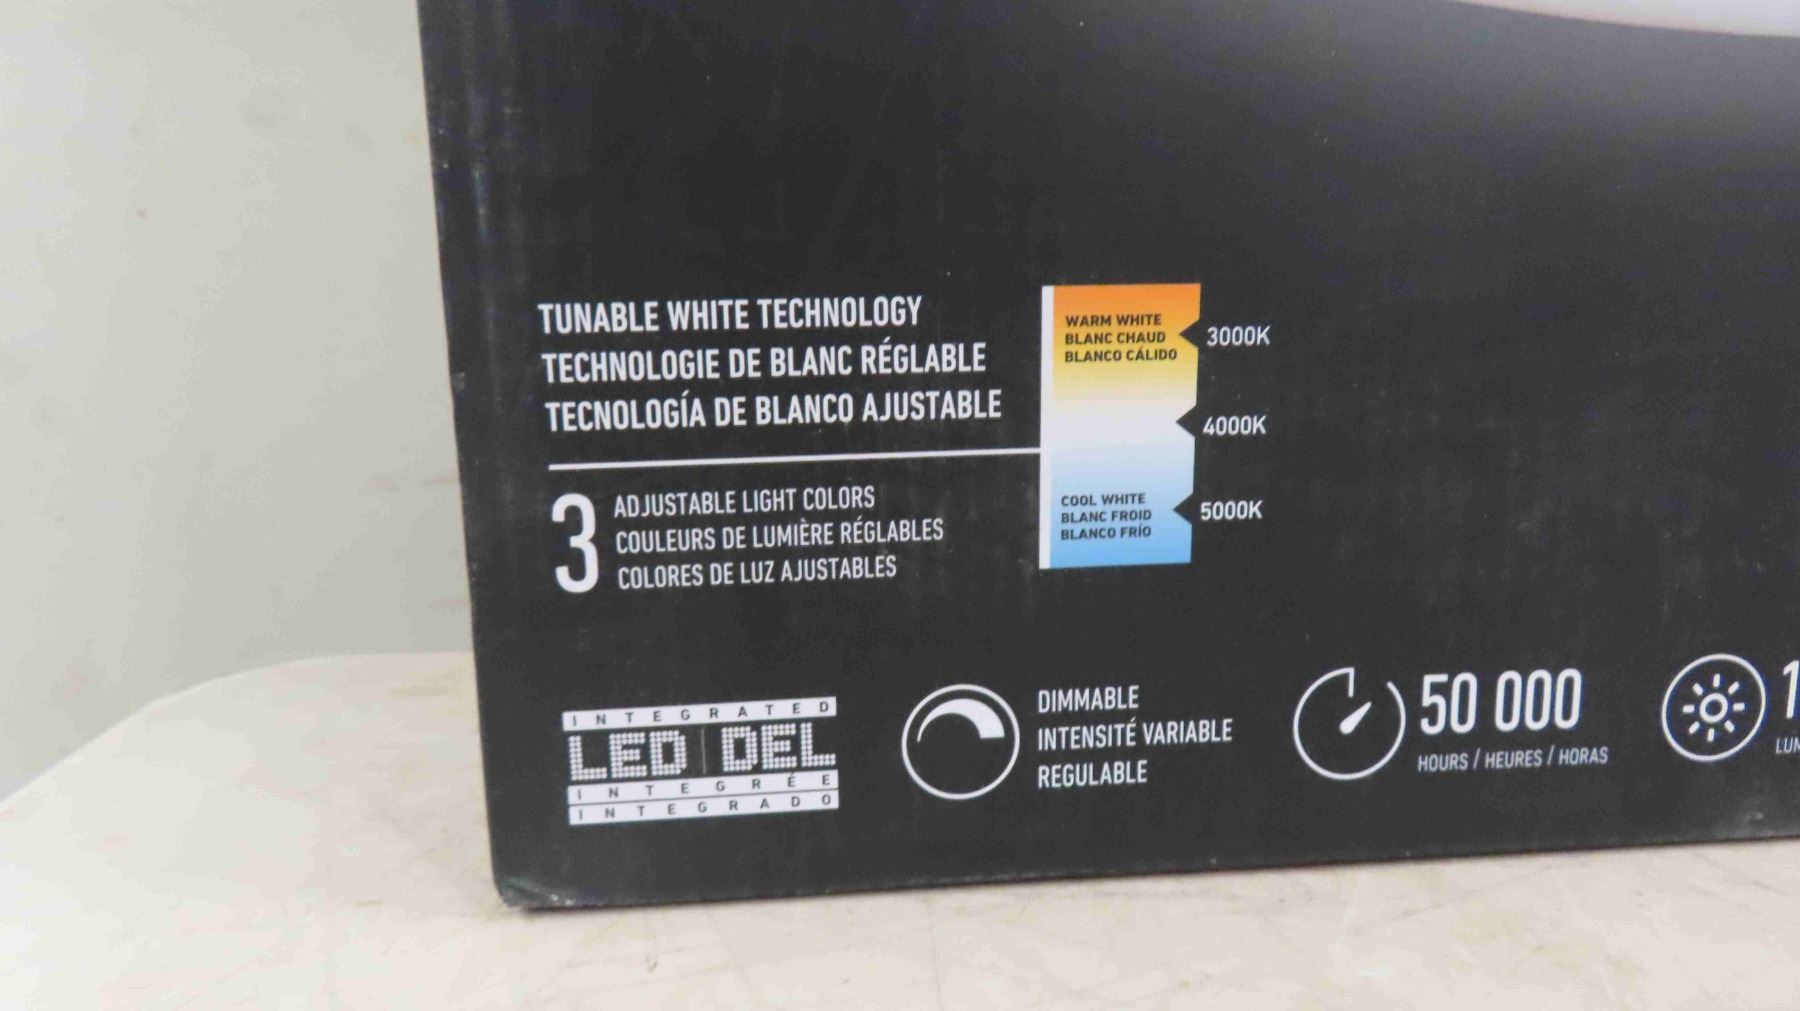 TUNABLE WHITE TECHNOLOGY
TECHNOLOGIE DE BLANC RÉGLABLE
TECNOLOGÍA DE BLANCO AJUSTABLE
3
ADJUSTABLE LIGHT COLORS
COULEURS DE LUMIÈRE RÉGLABLES
COLORES DE LUZ AJUSTABLES
WARM WHITE
BLANC CHAUD
BLANCO CÁLIDO
3000K
4000K
COOL WHITE
BLANC FROID
BLANCO FRÍO
5000K
INTEGRATED
LED | DEL
INTEGRÉE
INTEGRADO
DIMMABLE
INTENSITÉ VARIABLE
REGULABLE
50 000
HOURS / HEURES / HORAS